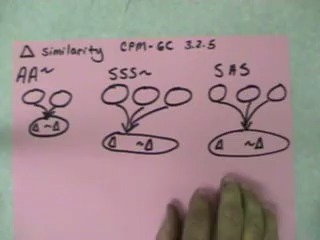 △ similarity CPM-GC 3.2.5
AA~ SSS~ SAS
△ ~△ △ ~△ △ ~△